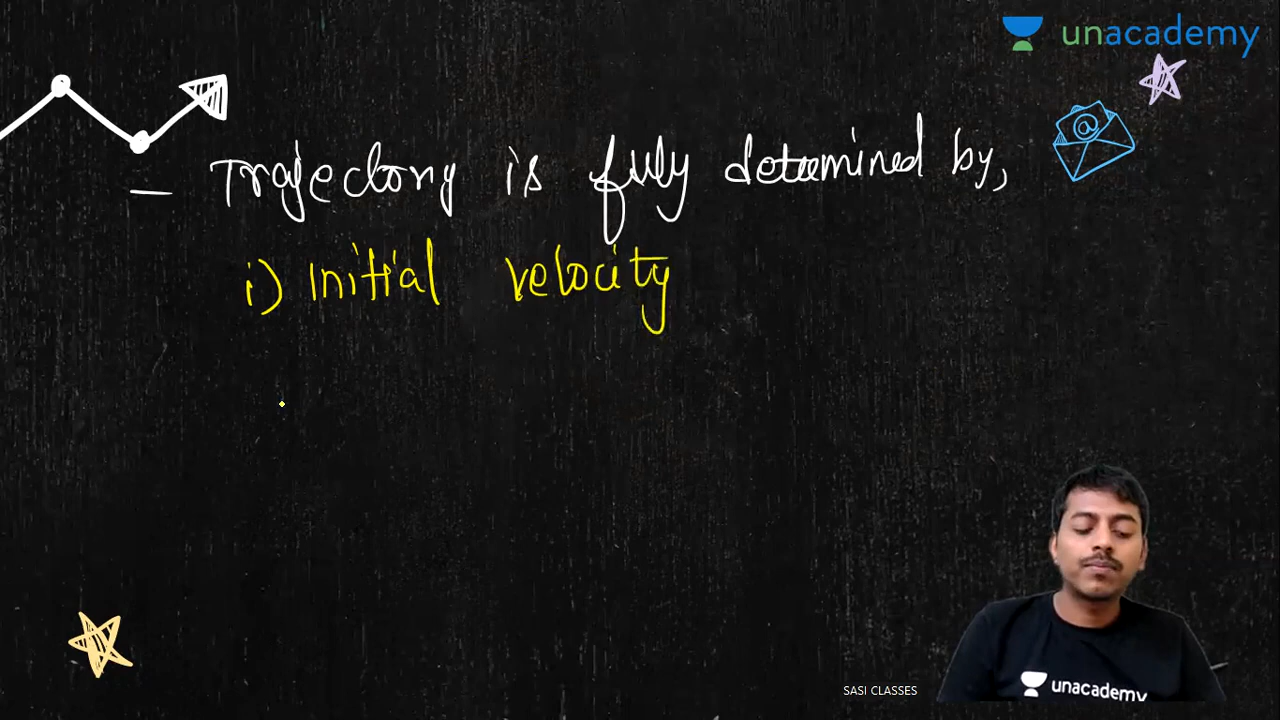 unacademy
@
- Trajectory is fully determined by,
i) Initial velocity
SASI CLASSES
unacademy